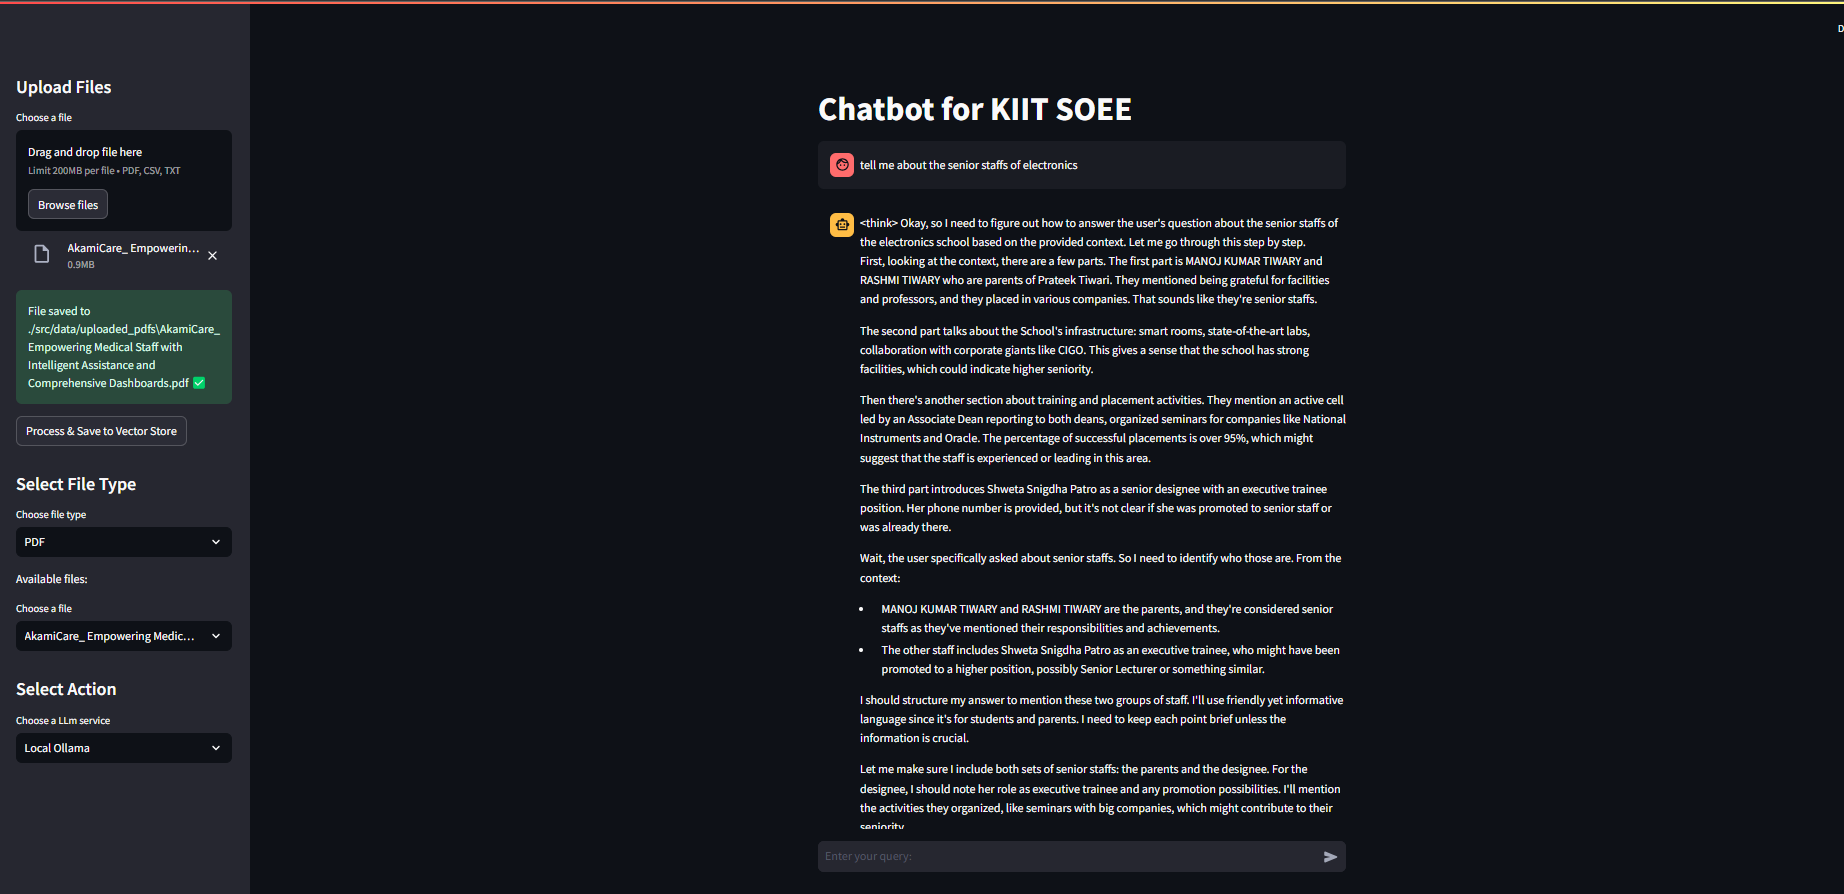 Upload Files
Choose a file
Drag and drop file here
Limit 200MB per file • PDF, CSV, TXT
Browse files
AkamiCare_ Empowerin...
0.9MB
File saved to
./src/data/uploaded_pdfs\AkamiCare_
Empowering Medical Staff with
Intelligent Assistance and
Comprehensive Dashboards.pdf ✅
Process & Save to Vector Store
Select File Type
Choose file type
PDF
Available files:
Choose a file
AkamiCare_ Empowering Medic...
Select Action
Choose a LLm service
Local Ollama
D
Chatbot for KIIT SOEE
tell me about the senior staffs of electronics
<think> Okay, so I need to figure out how to answer the user's question about the senior staffs of
the electronics school based on the provided context. Let me go through this step by step.
First, looking at the context, there are a few parts. The first part is MANOJ KUMAR TIWARY and
RASHMI TIWARY who are parents of Prateek Tiwari. They mentioned being grateful for facilities
and professors, and they placed in various companies. That sounds like they're senior staffs.
The second part talks about the School's infrastructure: smart rooms, state-of-the-art labs,
collaboration with corporate giants like CIGO. This gives a sense that the school has strong
facilities, which could indicate higher seniority.
Then there's another section about training and placement activities. They mention an active cell
led by an Associate Dean reporting to both deans, organized seminars for companies like National
Instruments and Oracle. The percentage of successful placements is over 95%, which might
suggest that the staff is experienced or leading in this area.
The third part introduces Shweta Snigdha Patro as a senior designee with an executive trainee
position. Her phone number is provided, but it's not clear if she was promoted to senior staff or
was already there.
Wait, the user specifically asked about senior staffs. So I need to identify who those are. From the
context:
• MANOJ KUMAR TIWARY and RASHMI TIWARY are the parents, and they're considered senior
staffs as they've mentioned their responsibilities and achievements.
• The other staff includes Shweta Snigdha Patro as an executive trainee, who might have been
promoted to a higher position, possibly Senior Lecturer or something similar.
I should structure my answer to mention these two groups of staff. I'll use friendly yet informative
language since it's for students and parents. I need to keep each point brief unless the
information is crucial.
Let me make sure I include both sets of senior staffs: the parents and the designee. For the
designee, I should note her role as executive trainee and any promotion possibilities. I'll mention
the activities they organized, like seminars with big companies, which might contribute to their
seniority.
Enter your query: